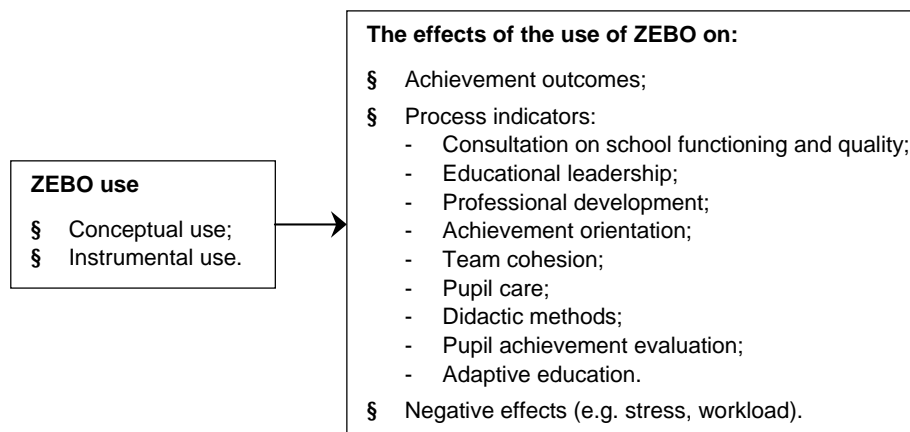 ZEBO use
§ Conceptual use;
§ Instrumental use.
The effects of the use of ZEBO on:
§ Achievement outcomes;
§ Process indicators:
- Consultation on school functioning and quality;
- Educational leadership;
- Professional development;
- Achievement orientation;
- Team cohesion;
- Pupil care;
- Didactic methods;
- Pupil achievement evaluation;
- Adaptive education.
§ Negative effects (e.g. stress, workload).